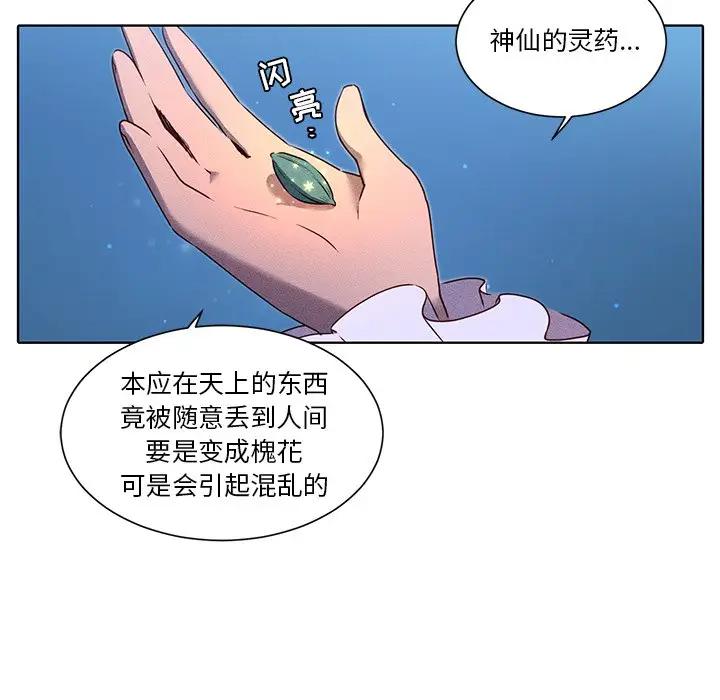 神仙的灵药...
闪
亮
本应在天上的东西
竟被随意丢到人间
要是变成槐花
可是会引起混乱的